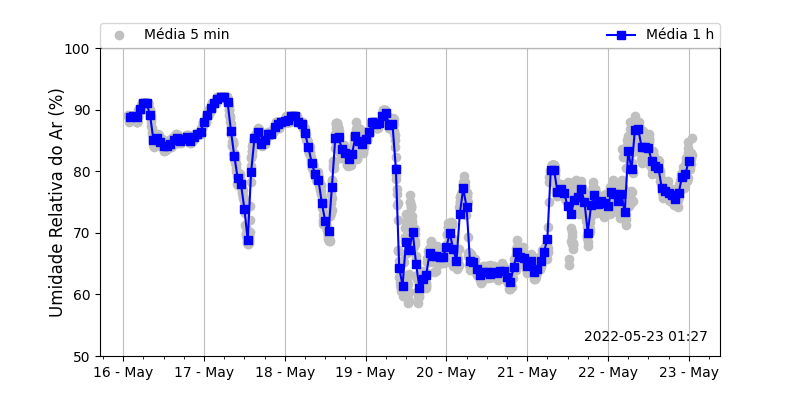 Média 5 min
Média 1 h
Umidade Relativa do Ar (%)
100
90
80
70
60
50
2022-05-23 01:27
16 - May
17 - May
18 - May
19 - May
20 - May
21 - May
22 - May
23 - May